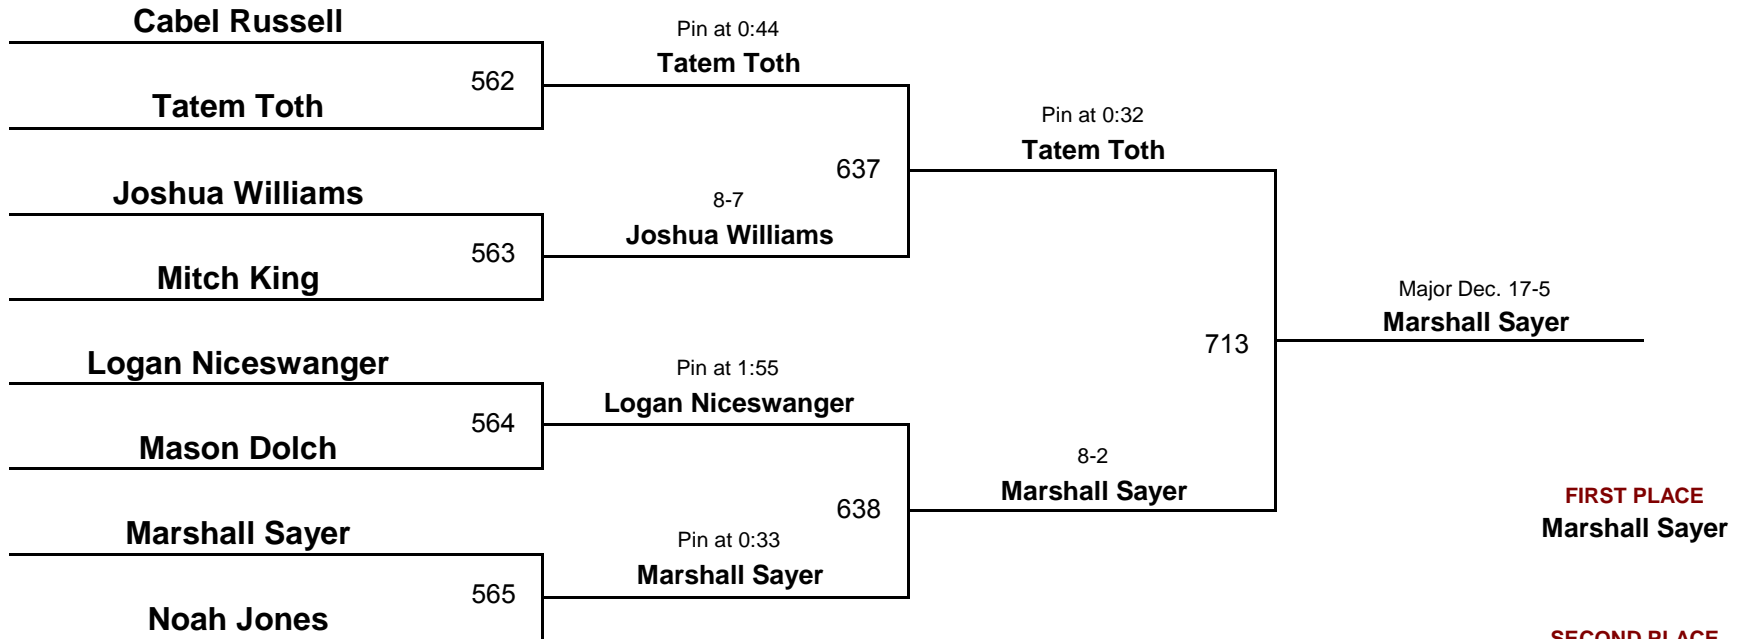 Cabel Russell
562
Tatem Toth
Joshua Williams
563
Mitch King
Logan Niceswanger
564
Mason Dolch
Marshall Sayer
565
Noah Jones
Pin at 0:44
Tatem Toth
637
8-7
Joshua Williams
Pin at 1:55
Logan Niceswanger
638
Pin at 0:33
Marshall Sayer
Pin at 0:32
Tatem Toth
713
8-2
Marshall Sayer
Major Dec. 17-5
Marshall Sayer
FIRST PLACE
Marshall Sayer
SECOND PLACE